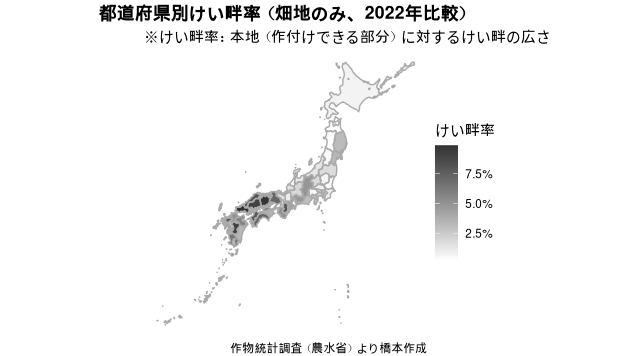 都道府県別けい畔率（畑地のみ、2022年比較）
※けい畔率: 本地（作付けできる部分）に対するけい畔の広さ
けい畔率
7.5%
5.0%
2.5%
作物統計調査（農水省）より橋本作成